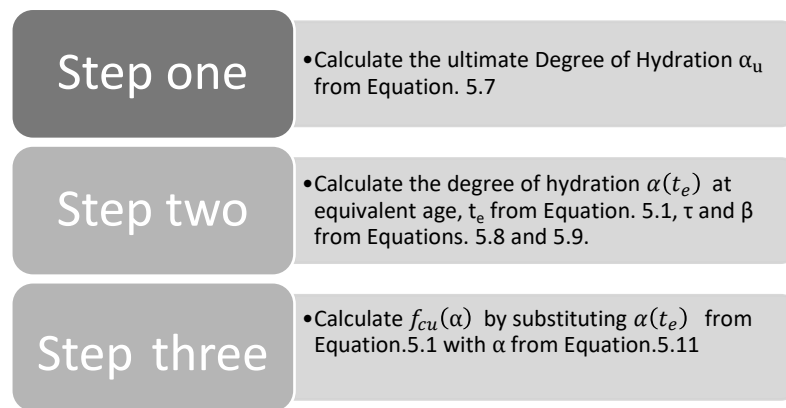 Step one
•Calculate the ultimate Degree of Hydration αᵤ
from Equation. 5.7
Step two
•Calculate the degree of hydration 𝛼(𝑡𝑒) at
equivalent age, tₑ from Equation. 5.1, τ and β
from Equations. 5.8 and 5.9.
Step three
•Calculate 𝑓𝑐𝑢(α) by substituting 𝛼(𝑡𝑒) from
Equation.5.1 with α from Equation.5.11